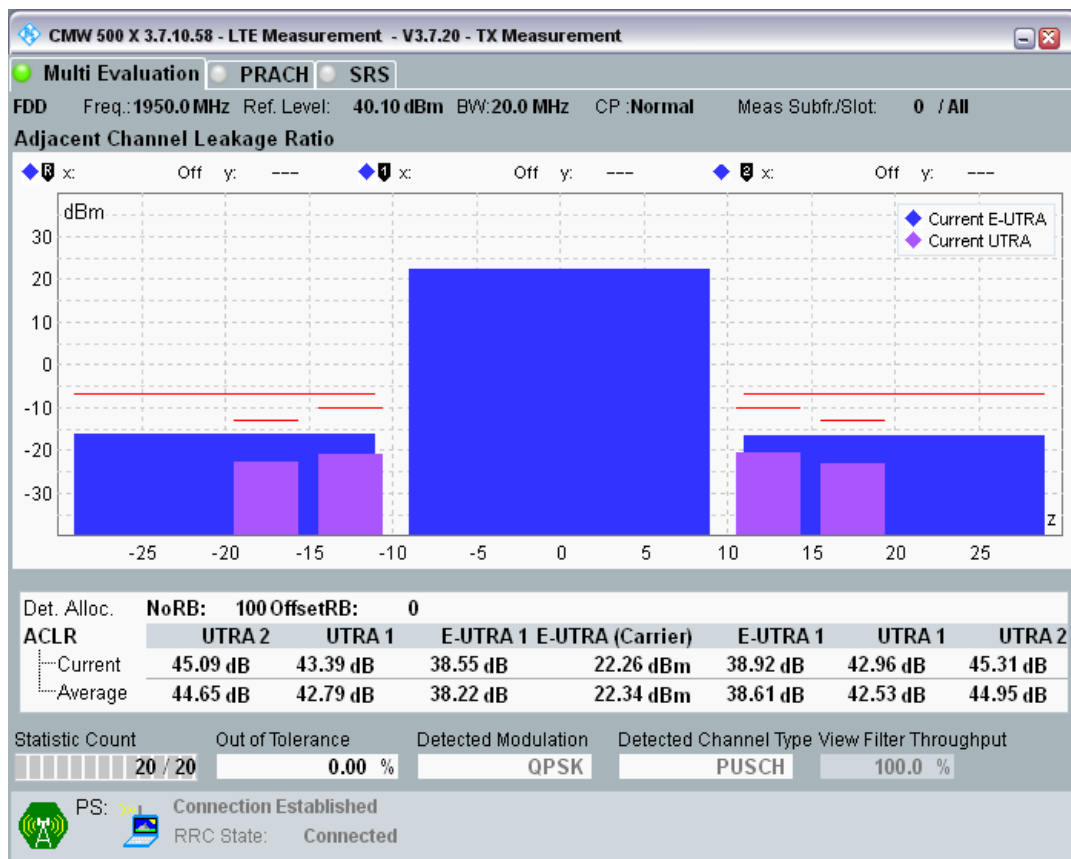 CMW 500 X 3.7.10.58 - LTE Measurement - V3.7.20 - TX Measurement
Multi Evaluation PRACH SRS
FDD Freq.:1950.0 MHz Ref. Level: 40.10 dBm BW:20.0 MHz CP :Normal Meas Subfr./Slot: 0 / All
Adjacent Channel Leakage Ratio
R x: Off y: --- 1 x: Off y: --- 2 x: Off y: ---
dBm
Current E-UTRA
Current UTRA
30
20
10
0
-10
-20
-30
z
-25 -20 -15 -10 -5 0 5 10 15 20 25
Det. Alloc. NoRB: 100 OffsetRB: 0
ACLR UTRA 2 UTRA 1 E-UTRA 1 E-UTRA (Carrier) E-UTRA 1 UTRA 1 UTRA 2
Current 45.09 dB 43.39 dB 38.55 dB 22.26 dBm 38.92 dB 42.96 dB 45.31 dB
Average 44.65 dB 42.79 dB 38.22 dB 22.34 dBm 38.61 dB 42.53 dB 44.95 dB
Statistic Count Out of Tolerance Detected Modulation Detected Channel Type View Filter Throughput
20 / 20 0.00 % QPSK PUSCH 100.0 %
PS: Connection Established
RRC State: Connected